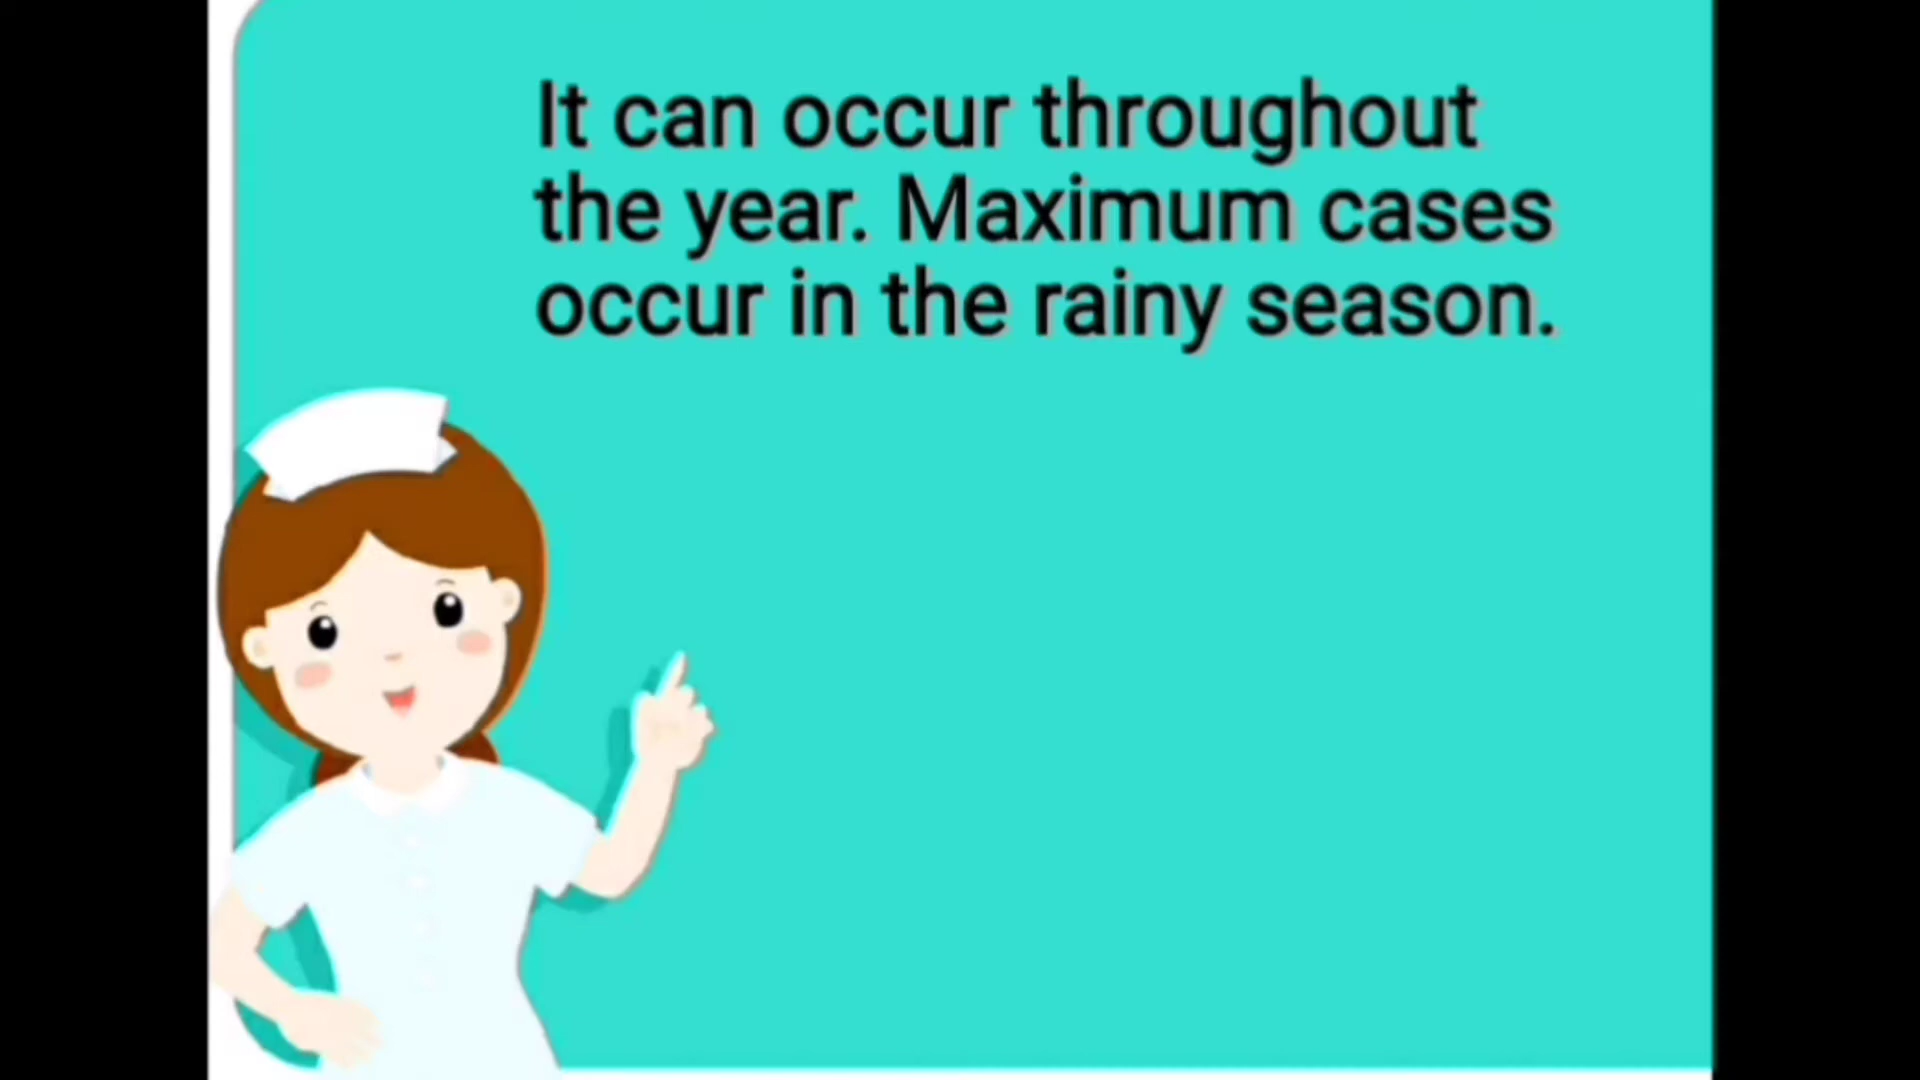 It can occur throughout
the year. Maximum cases
occur in the rainy season.